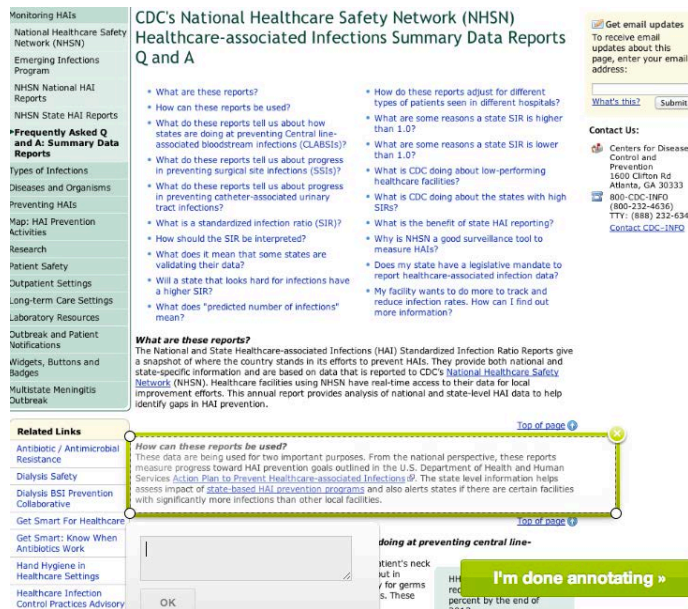 Monitoring HAIs
National Healthcare Safety
Network (NHSN)
Emerging Infections
Program
NHSN National HAI
Reports
NHSN State HAI Reports
Frequently Asked Q
and A: Summary Data
Reports
Types of Infections
Diseases and Organisms
Preventing HAIs
Map: HAI Prevention
Activities
Research
Patient Safety
Outpatient Settings
Long-term Care Settings
Laboratory Resources
Outbreak and Patient
Notifications
Widgets, Buttons and
Badges
Multistate Meningitis
Outbreak
Related Links
Antibiotic / Antimicrobial
Resistance
Dialysis Safety
Dialysis BSI Prevention
Collaborative
Get Smart For Healthcare
Get Smart: Know When
Antibiotics Work
Hand Hygiene in
Healthcare Settings
Healthcare Infection
Control Practices Advisory
CDC's National Healthcare Safety Network (NHSN)
Healthcare-associated Infections Summary Data Reports
Q and A
What are these reports?
How can these reports be used?
What do these reports tell us about how
states are doing at preventing Central line-
associated bloodstream infections (CLABSIs)?
What do these reports tell us about progress
in preventing surgical site infections (SSIs)?
What do these reports tell us about progress
in preventing catheter-associated urinary
tract infections?
What is a standardized infection ratio (SIR)?
How should the SIR be interpreted?
What does it mean that some states are
validating their data?
Will a state that looks hard for infections have
a higher SIR?
What does "predicted number of infections"
mean?
How do these reports adjust for different
types of patients seen in different hospitals?
What are some reasons a state SIR is higher
than 1.0?
What are some reasons a state SIR is lower
than 1.0?
What is CDC doing about low-performing
healthcare facilities?
What is CDC doing about the states with high
SIRs?
What is the benefit of state HAI reporting?
Why is NHSN a good surveillance tool to
measure HAIs?
Does my state have a legislative mandate to
report healthcare-associated infection data?
My facility wants to do more to track and
reduce infection rates. How can I find out
more information?
What are these reports?
The National and State Healthcare-associated Infections (HAI) Standardized Infection Ratio Reports give
a snapshot of where the country stands in its efforts to prevent HAIs. They provide both national and
state-specific information and are based on data that is reported to CDC's National Healthcare Safety
Network (NHSN). Healthcare facilities using NHSN have real-time access to their data for local
improvement efforts. This annual report provides analysis of national and state-level HAI data to help
identify gaps in HAI prevention.
Top of page
How can these reports be used?
These data are being used for two important purposes. From the national perspective, these reports
measure progress toward HAI prevention goals outlined in the U.S. Department of Health and Human
Services Action Plan to Prevent Healthcare-associated Infections. The state level information helps
assess impact of state-based HAI prevention programs and also alerts states if there are certain facilities
with significantly more infections than other local facilities.
Top of page
doing at preventing central line-
patient's neck
out in
y for germs
s. These
HH
rec
percent by the end of
OK
I'm done annotating »
Get email updates
To receive email
updates about this
page, enter your email
address:
What's this? Submit
Contact Us:
Centers for Disease
Control and
Prevention
1600 Clifton Rd
Atlanta, GA 30333
800-CDC-INFO
(800-232-4636)
TTY: (888) 232-634
Contact CDC-INFO